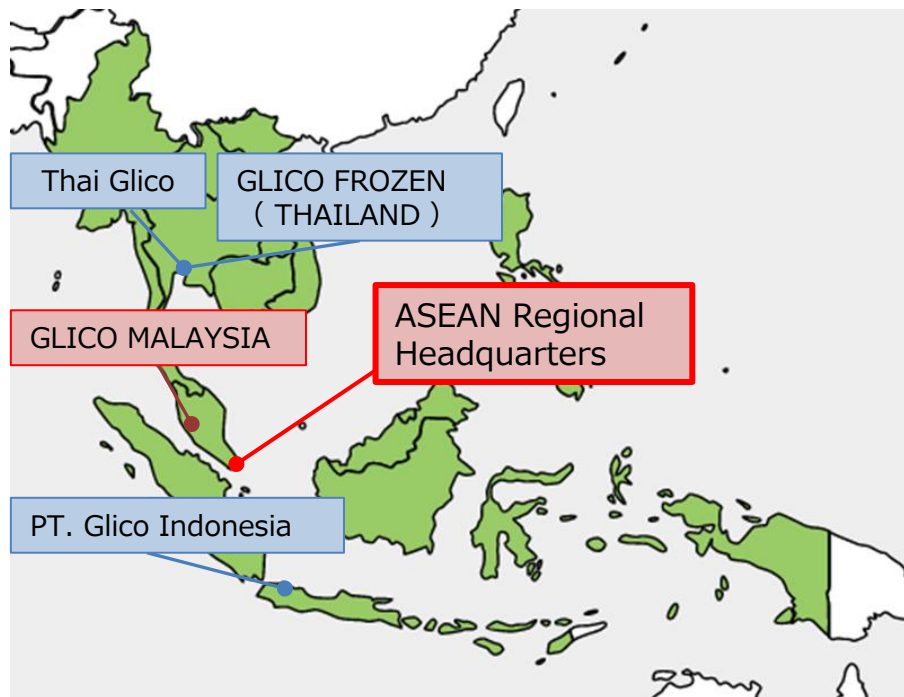 Thai Glico
GLICO FROZEN
（ THAILAND ）
GLICO MALAYSIA
ASEAN Regional
Headquarters
PT. Glico Indonesia